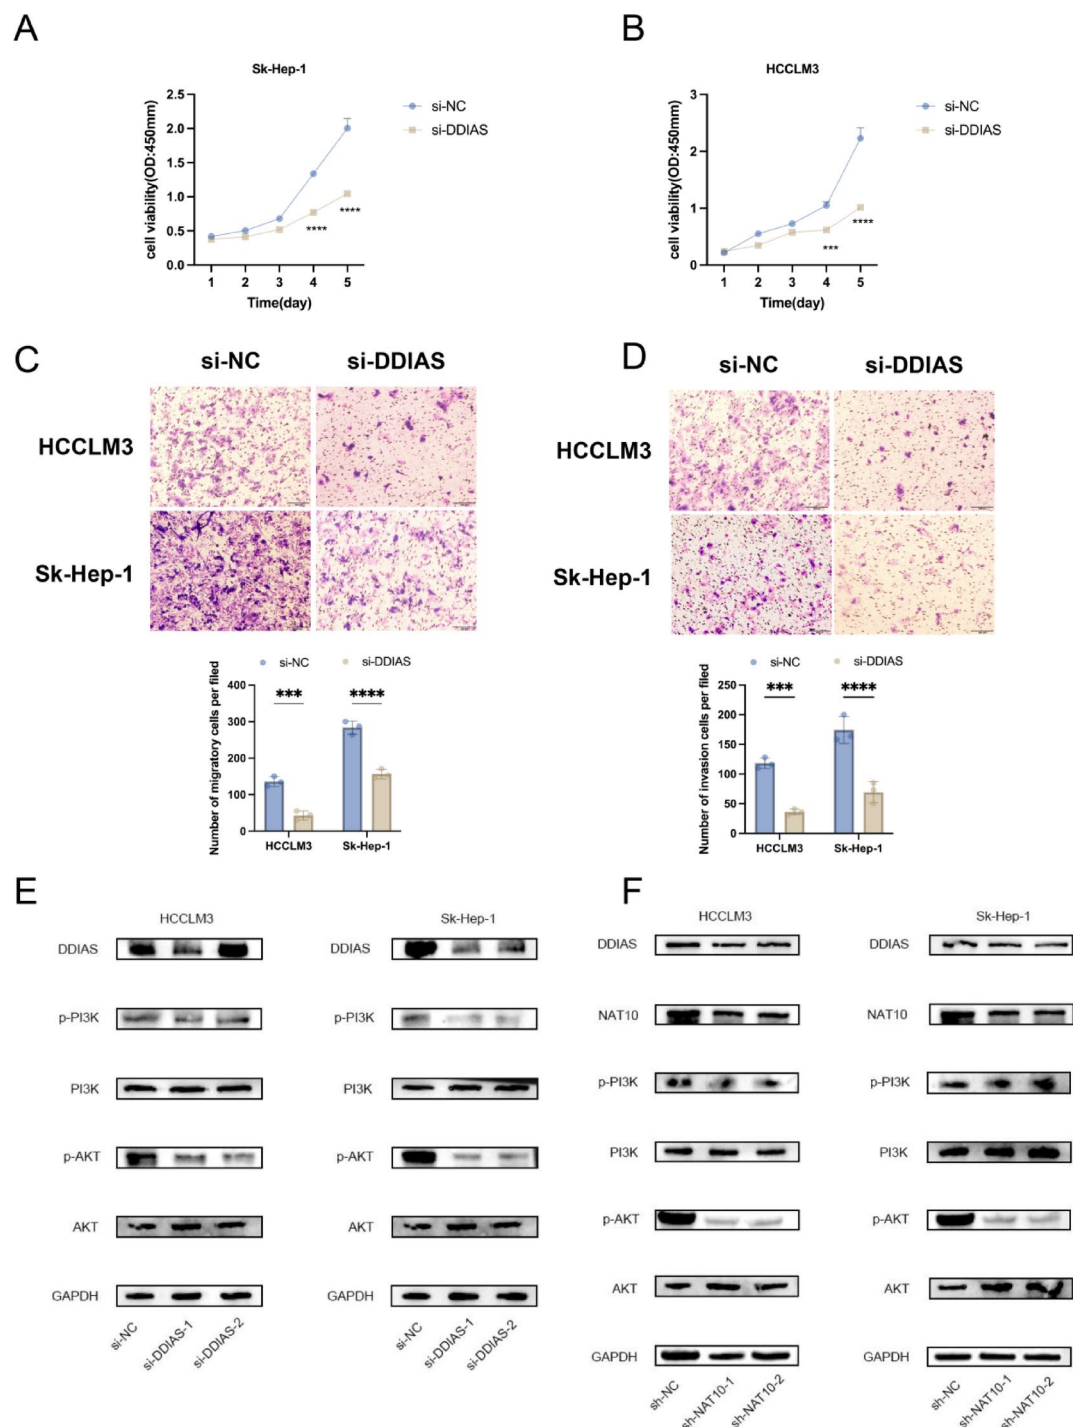 A
Sk-Hep-1
cell viability(OD:450mm)
2.5
2.0
1.5
1.0
0.5
0.0
1 2 3 4 5
Time(day)
**** ****
si-NC
si-DDIAS
B
HCCLM3
cell viability(OD:450mm)
3
2
1
0
1 2 3 4 5
Time(day)
*** ****
si-NC
si-DDIAS
C
si-NC si-DDIAS
HCCLM3
Sk-Hep-1
si-NC si-DDIAS
Number of migratory cells per filed
400
300
200
100
0
*** ****
HCCLM3 Sk-Hep-1
D
si-NC si-DDIAS
HCCLM3
Sk-Hep-1
si-NC si-DDIAS
Number of invasion cells per filed
250
200
150
100
50
0
*** ****
HCCLM3 Sk-Hep-1
E
HCCLM3
DDIAS
p-PI3K
PI3K
p-AKT
AKT
GAPDH
si-NC si-DDIAS-1 si-DDIAS-2
Sk-Hep-1
DDIAS
p-PI3K
PI3K
p-AKT
AKT
GAPDH
si-NC si-DDIAS-1 si-DDIAS-2
F
HCCLM3
DDIAS
NAT10
p-PI3K
PI3K
p-AKT
AKT
GAPDH
sh-NC sh-NAT10-1 sh-NAT10-2
Sk-Hep-1
DDIAS
NAT10
p-PI3K
PI3K
p-AKT
AKT
GAPDH
sh-NC sh-NAT10-1 sh-NAT10-2